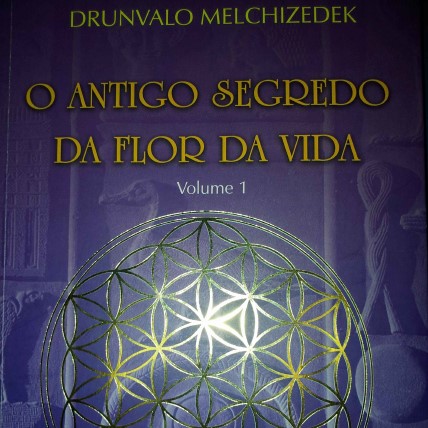 DRUNVALO MELCHIZEDEK
O ANTIGO SEGREDO
DA FLOR DA VIDA
Volume 1